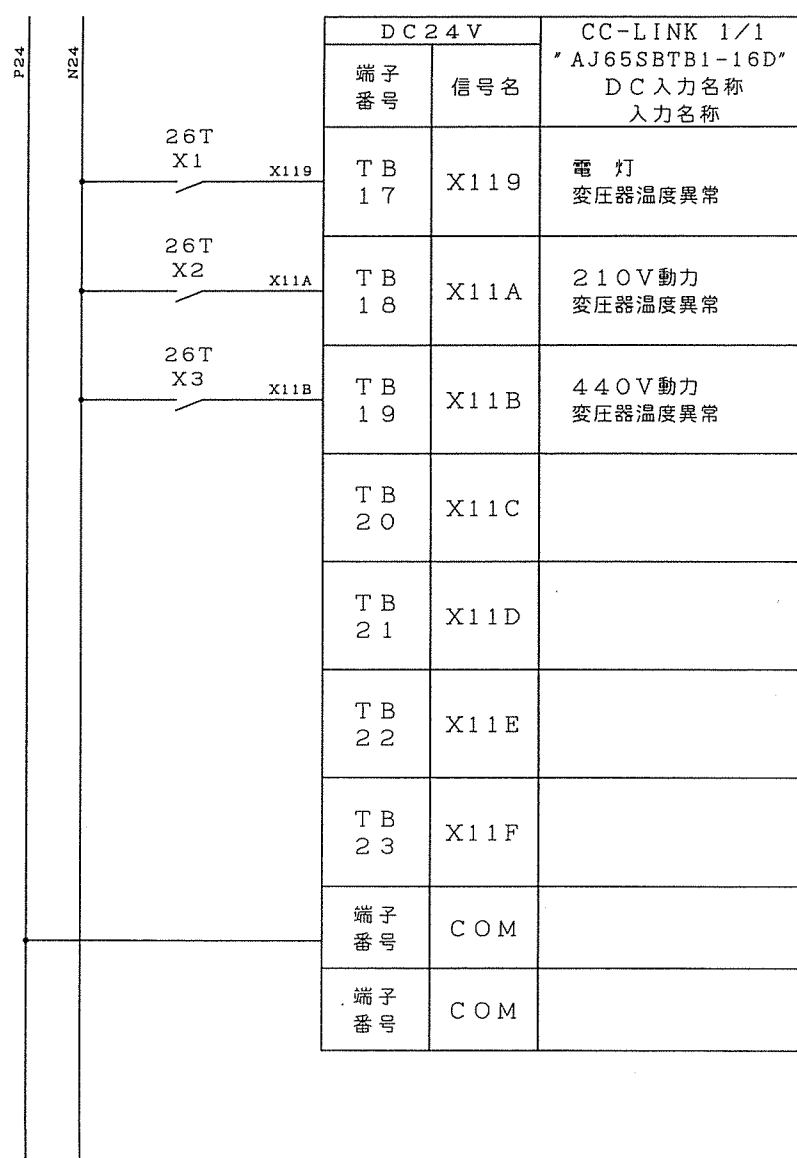 P24
N24
DC24V
CC-LINK 1/1
"AJ65SBTB1-16D"
DC入力名称
入力名称
端子
番号
信号名
26T
X1
X119
TB
17
X119
電 灯
変圧器温度異常
26T
X2
X11A
TB
18
X11A
210V動力
変圧器温度異常
26T
X3
X11B
TB
19
X11B
440V動力
変圧器温度異常
TB
20
X11C
TB
21
X11D
TB
22
X11E
TB
23
X11F
端子
番号
COM
端子
番号
COM